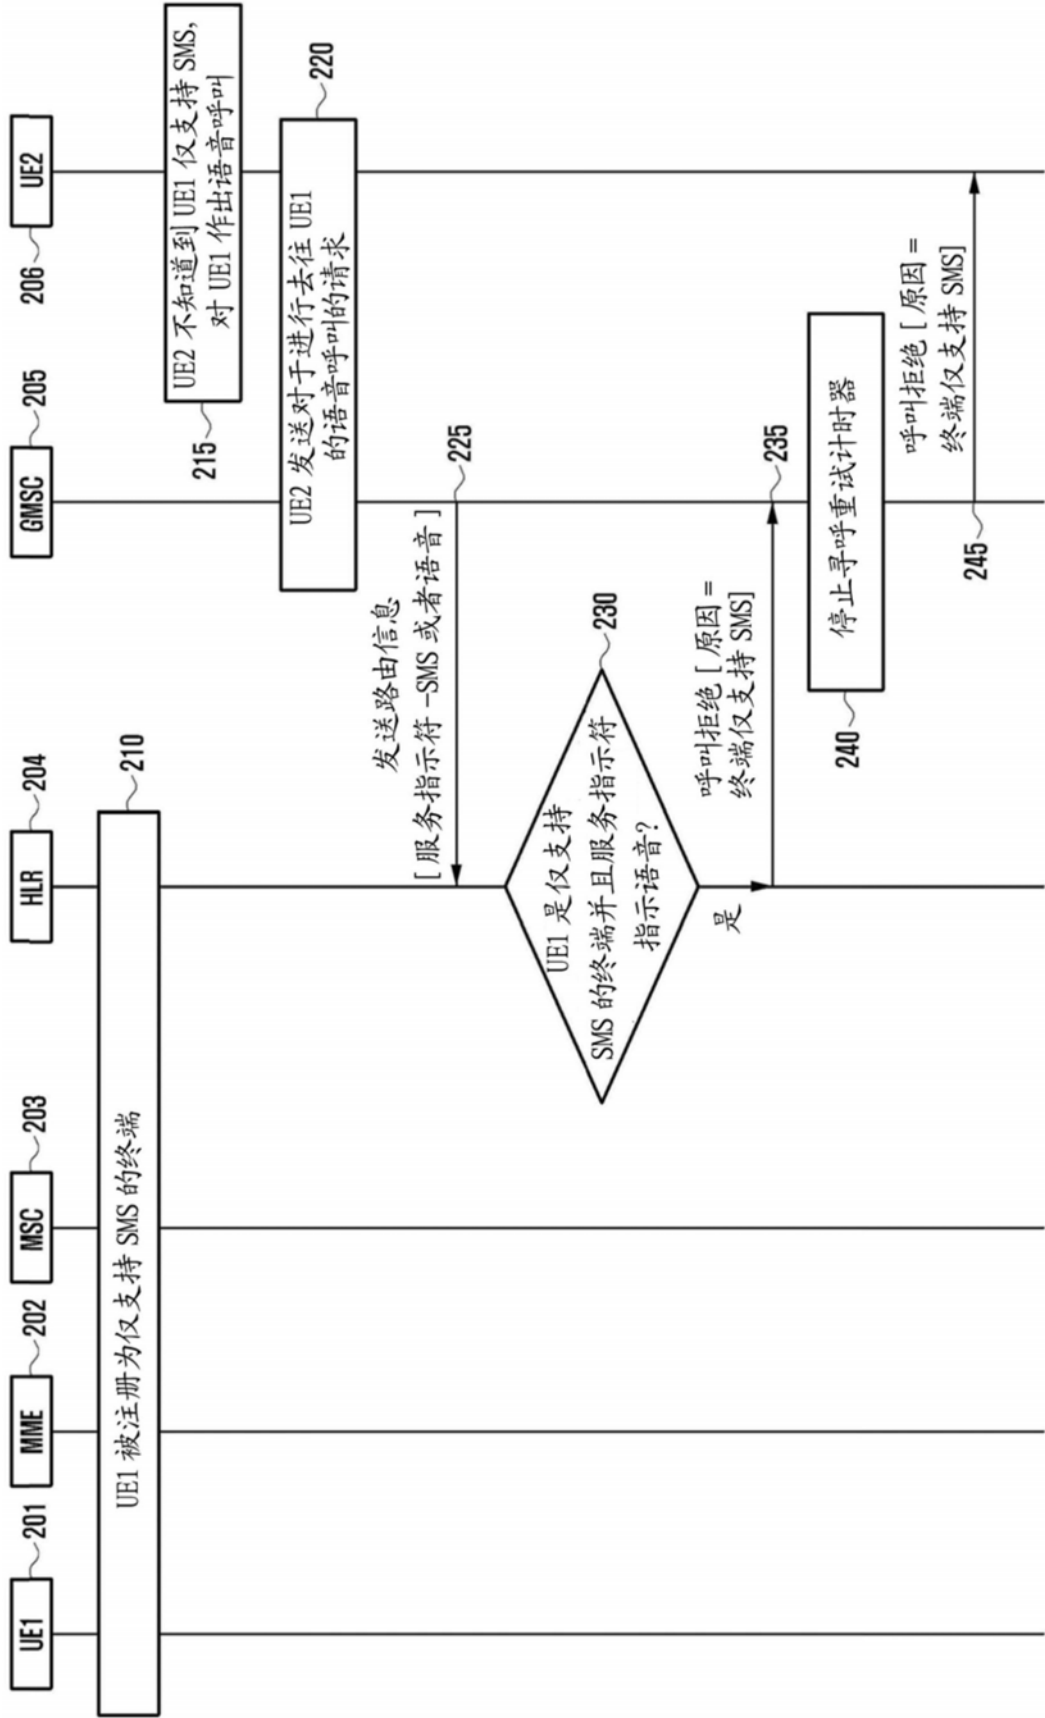 UE1
201
MME
202
MSC
203
HLR
204
GMSC
205
206
UE2
UE1 被注册为仅支持 SMS 的终端
210
UE2 不知道到 UE1 仅支持 SMS,
对 UE1 作出语音呼叫
215
UE2 发送对于进行去往 UE1
的语音呼叫的请求
220
发送路由信息
[ 服务指示符 -SMS 或者语音 ]
225
UE1 是仅支持
SMS 的终端并且服务指示符
指示语音?
230
是
呼叫拒绝 [ 原因 =
终端仅支持 SMS]
235
停止寻呼重试计时器
240
呼叫拒绝 [ 原因 =
终端仅支持 SMS]
245